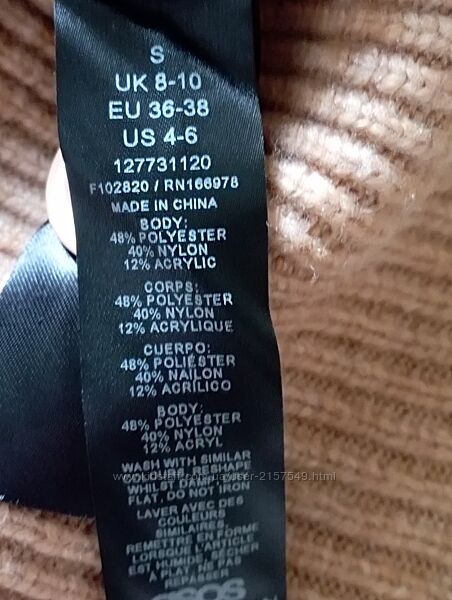 S
UK 8-10
EU 36-38
US 4-6
127731120
F102820 / RN166978
MADE IN CHINA
BODY:
48% POLYESTER
40% NYLON
12% ACRYLIC
CORPS:
48% POLYESTER
40% NYLON
12% ACRYLIQUE
CUERPO:
48% POLIÉSTER
40% NAILON
12% ACRÍLICO
BODY:
48% POLYESTER
40% NYLON
12% ACRYL
WASH WITH SIMILAR
RESHAPE
WHILST DAMP, DRY
FLAT, DO NOT IRON
LAVER AVEC DES
COULEURS
SIMILAIRES,
REMETTRE EN FORME
LORSQUE L'ARTICLE
EST HUMIDE, SÉCHER
À PLAT, NE PAS
REPASSER
asos